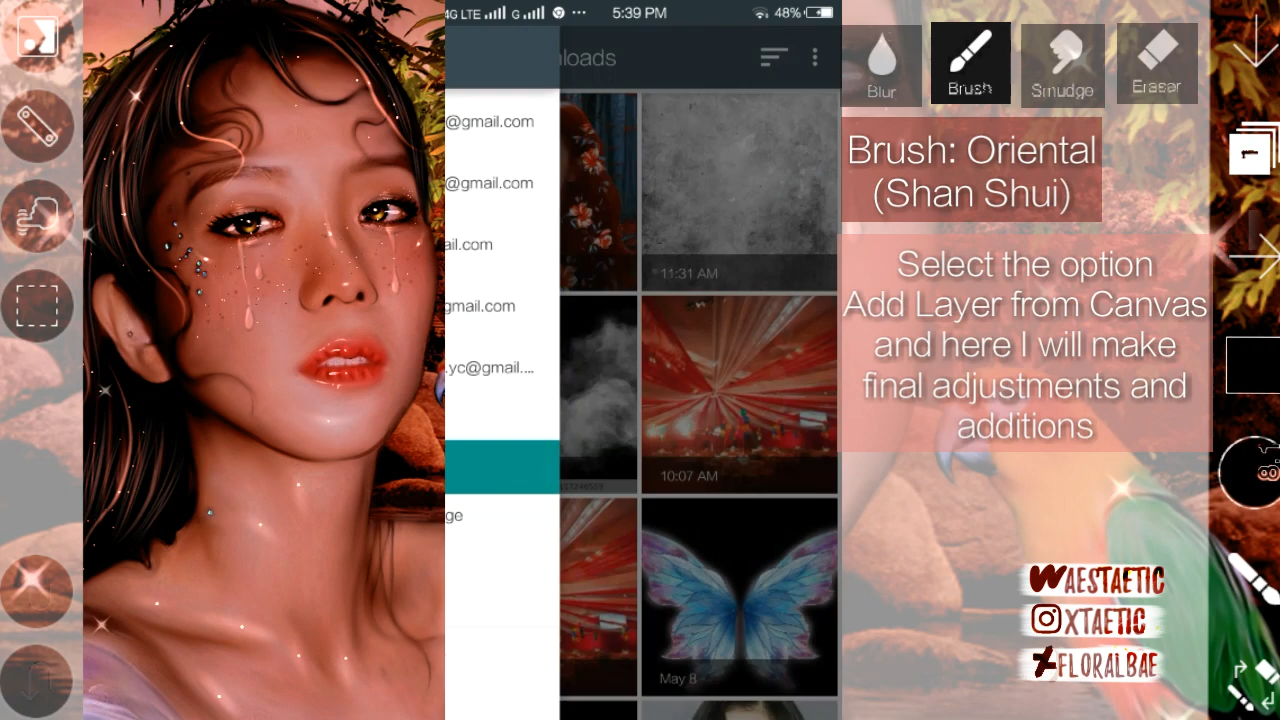 4G LTE G 5:39 PM 48%
loads
@gmail.com
@gmail.com
ail.com
gmail.com
.yc@gmail....
ge
11:31 AM
10:07 AM
May 8
Blur
Brush
Smudge
Eraser
Brush: Oriental
(Shan Shui)
Select the option
Add Layer from Canvas
and here I will make
final adjustments and
additions
WAESTAETIC
XTAETIC
FLORALBAE